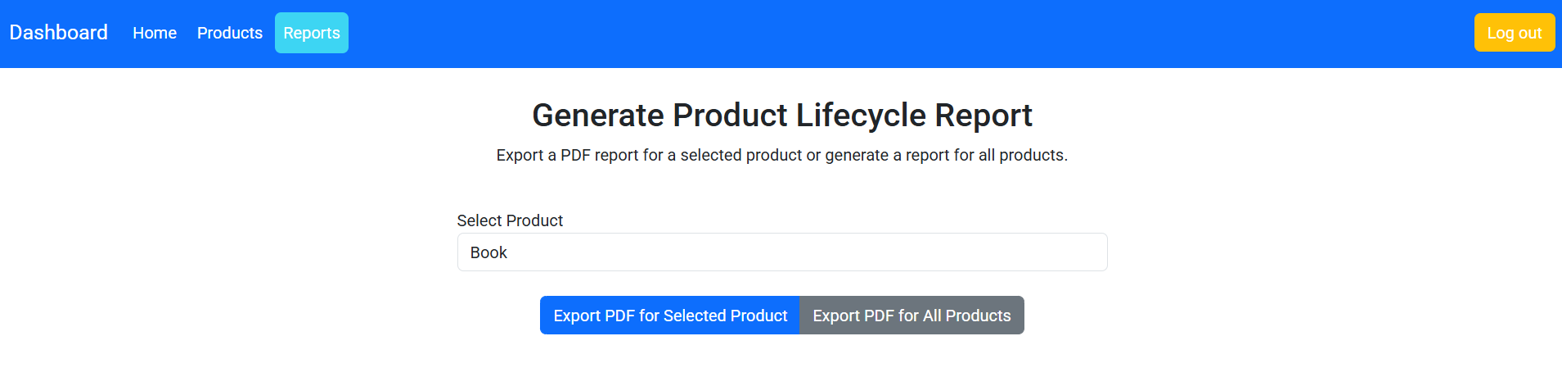 Dashboard Home Products Reports Log out
Generate Product Lifecycle Report
Export a PDF report for a selected product or generate a report for all products.
Select Product
Book
Export PDF for Selected Product Export PDF for All Products